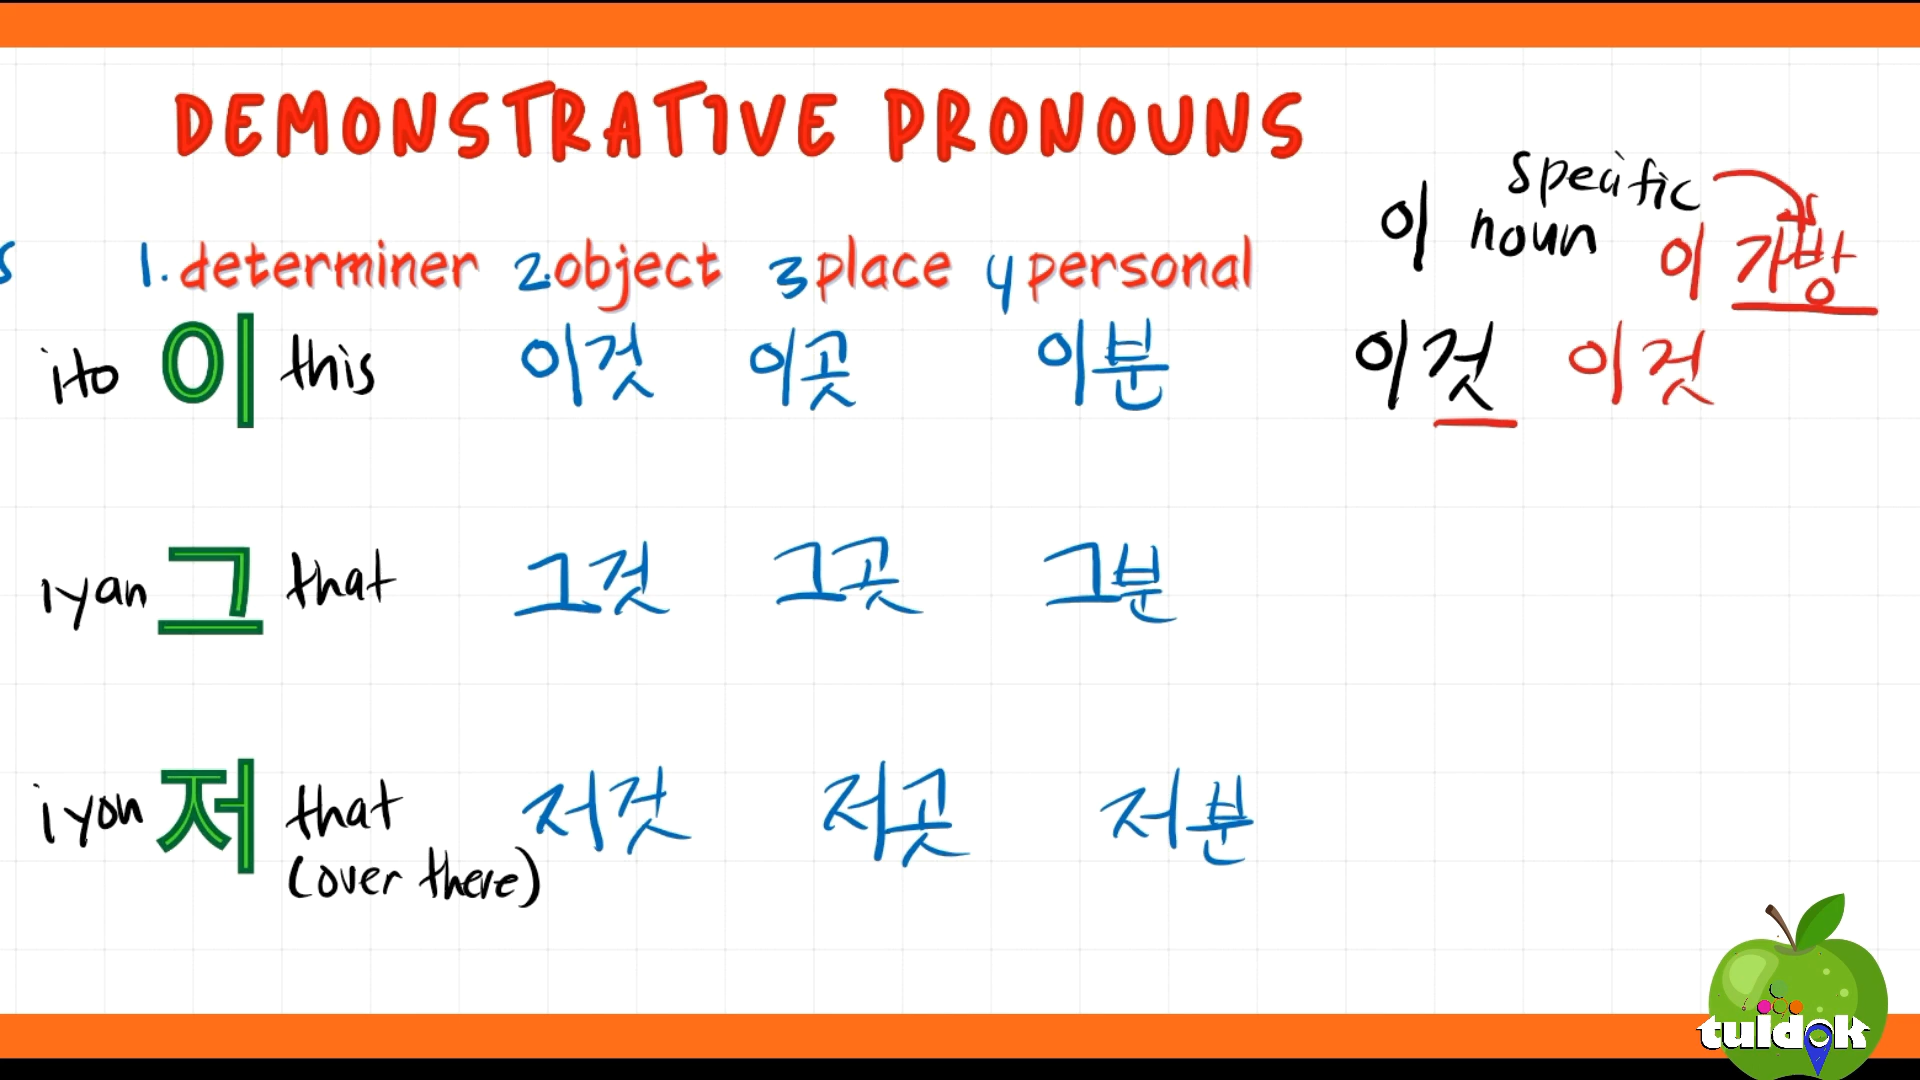 DEMONSTRATIVE PRONOUNS
s 1. determiner 2. object 3 place 4 personal
ito 이 this 이것 이곳 이분
iyan 그 that 그것 그곳 그분
iyon 저 that 저것 저곳 저분
(over there)
이 specific noun 이 가방
이것 이것
tuldok